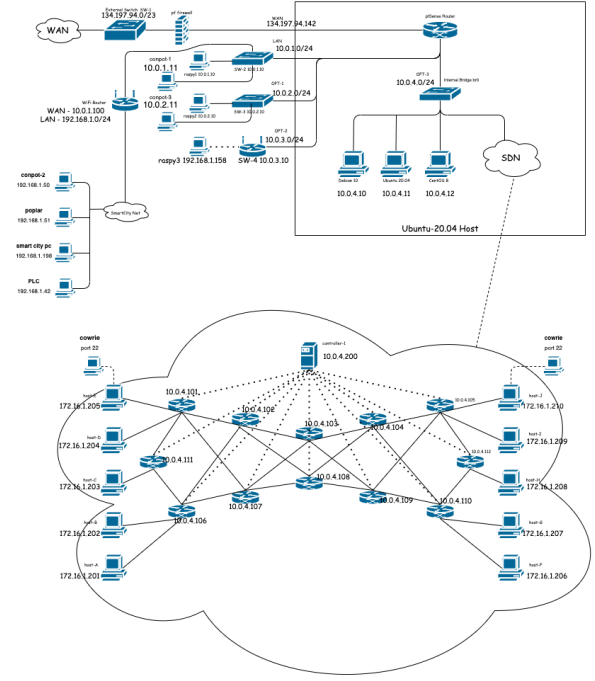 External Switch SW-1
134.197.94.0/23
pf firewall
WAN
WAN
134.197.94.142
pfSense Router
LAN
10.0.1.0/24
conpot-1
10.0.1.11
raspy1 10.0.1.10
SW-2 10.0.1.10
OPT-1
10.0.2.0/24
conpot-3
10.0.2.11
raspy2 10.0.2.10
SW-3 10.0.2.10
OPT-3
10.0.4.0/24
Internal Bridge br0
WiFi Router
WAN - 10.0.1.100
LAN - 192.168.1.0/24
OPT-2
10.0.3.0/24
raspy3 192.168.1.158
SW-4 10.0.3.10
SDN
Debian 10
10.0.4.10
Ubuntu 20.04
10.0.4.11
CentOS 8
10.0.4.12
conpot-2
192.168.1.50
poplar
192.168.1.51
SmartCity Net
smart city pc
192.168.1.198
PLC
192.168.1.42
Ubuntu-20.04 Host
cowrie
port 22
controller-1
10.0.4.200
cowrie
port 22
host-E
172.16.1.205
10.0.4.101
10.0.4.102
10.0.4.103
10.0.4.104
10.0.4.105
host-J
172.16.1.210
host-D
172.16.1.204
host-I
172.16.1.209
10.0.4.111
10.0.4.112
host-C
172.16.1.203
10.0.4.108
host-H
172.16.1.208
10.0.4.106
10.0.4.107
10.0.4.109
10.0.4.110
host-B
172.16.1.202
host-G
172.16.1.207
host-A
172.16.1.201
host-F
172.16.1.206